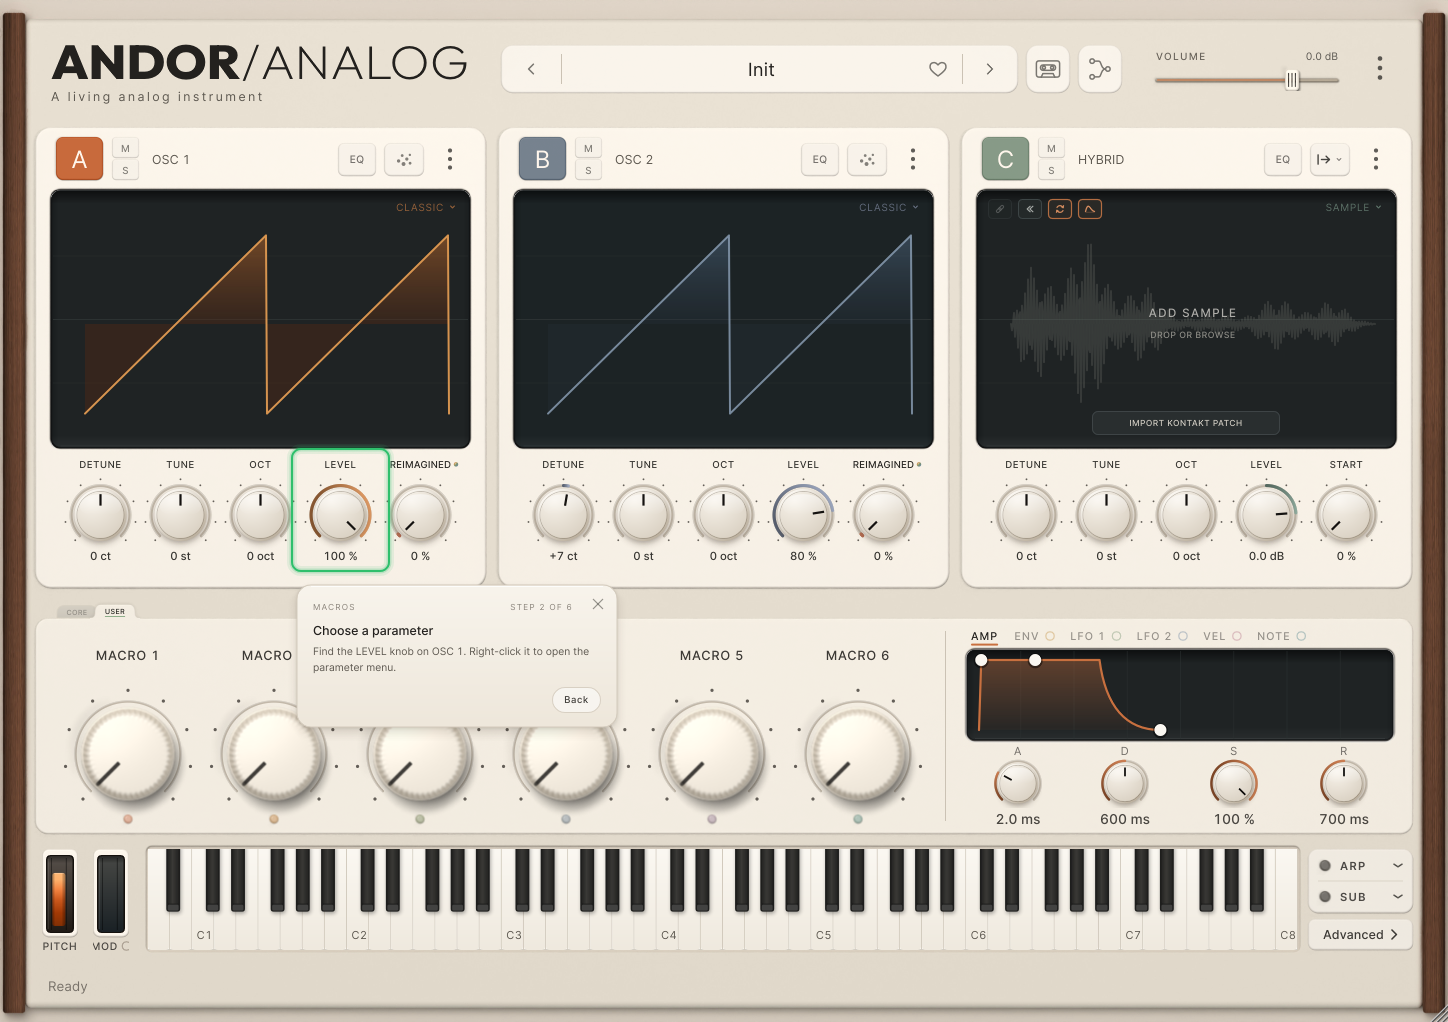 ANDOR/ANALOG
A living analog instrument
Init
VOLUME 0.0 dB
A M S OSC 1 EQ
CLASSIC
DETUNE TUNE OCT LEVEL REIMAGINED
0 ct 0 st 0 oct 100 % 0 %
B M S OSC 2 EQ
CLASSIC
DETUNE TUNE OCT LEVEL REIMAGINED
+7 ct 0 st 0 oct 80 % 0 %
C M S HYBRID EQ
SAMPLE
ADD SAMPLE
DROP OR BROWSE
IMPORT KONTAKT PATCH
DETUNE TUNE OCT LEVEL START
0 ct 0 st 0 oct 0.0 dB 0 %
CORE USER
MACRO 1 MACRO MACRO 5 MACRO 6
MACROS STEP 2 OF 6
Choose a parameter
Find the LEVEL knob on OSC 1. Right-click it to open the
parameter menu.
Back
AMP ENV LFO 1 LFO 2 VEL NOTE
A D S R
2.0 ms 600 ms 100 % 700 ms
PITCH MOD
C1 C2 C3 C4 C5 C6 C7 C8
ARP
SUB
Advanced
Ready